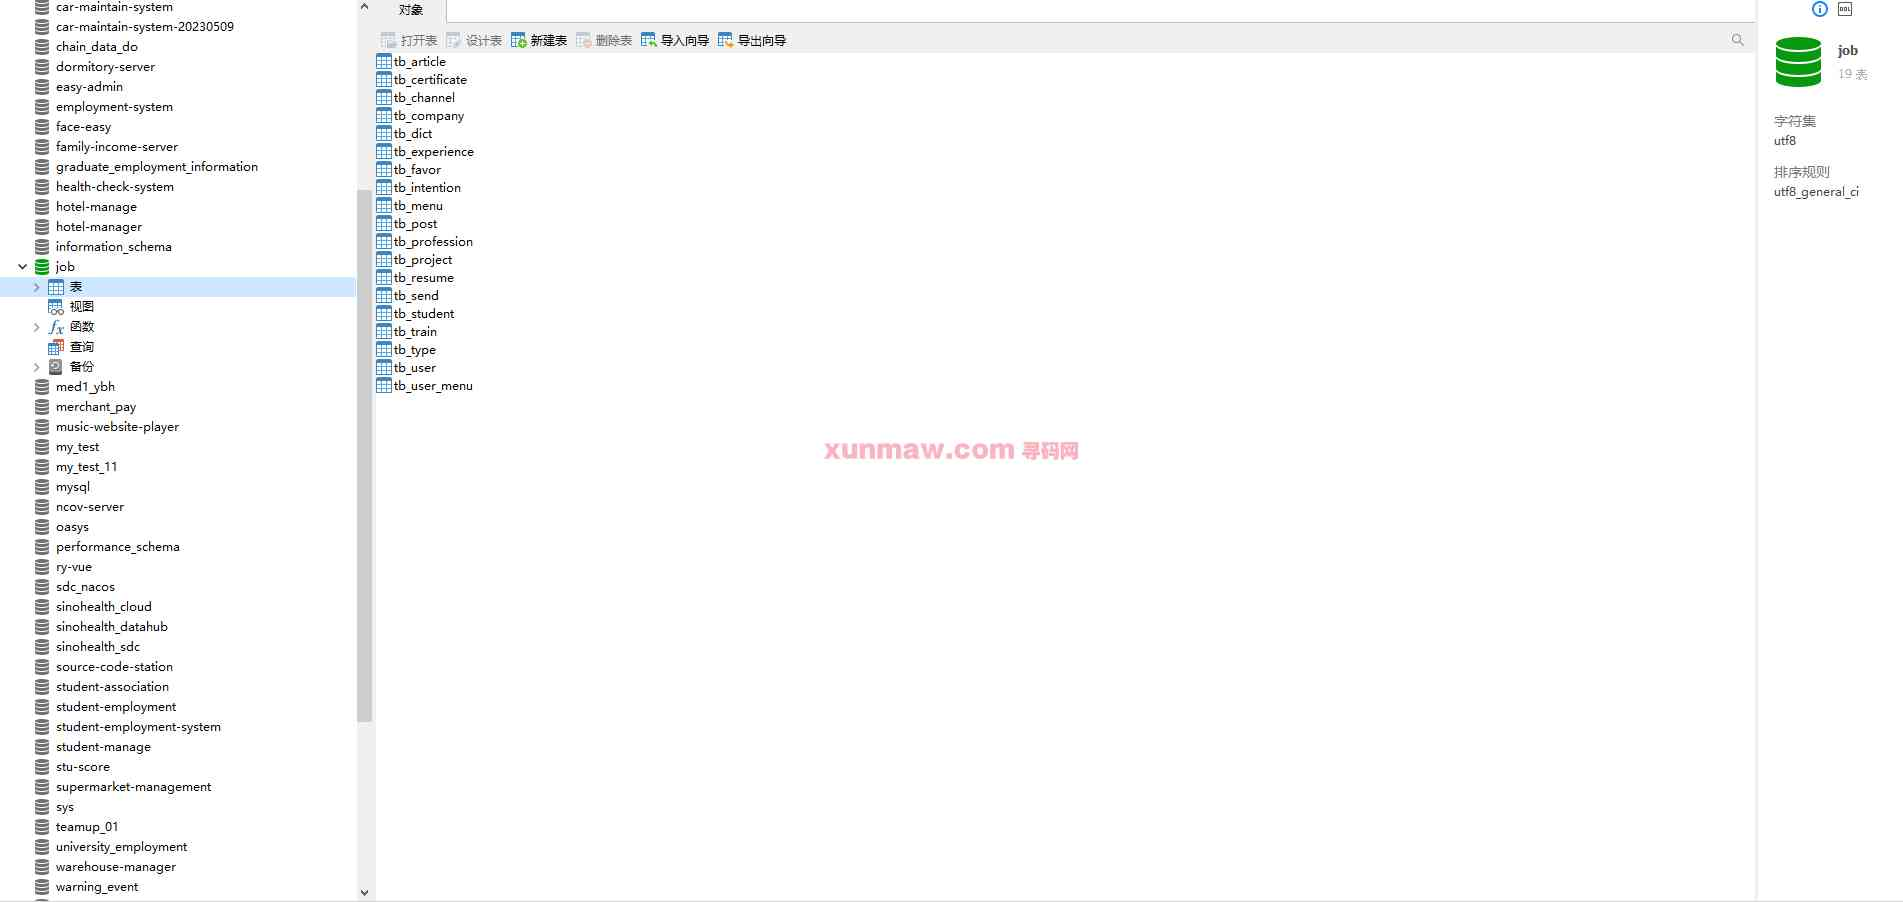 car-maintain-system
car-maintain-system-20230509
chain_data_do
dormitory-server
easy-admin
employment-system
face-easy
family-income-server
graduate_employment_information
health-check-system
hotel-manage
hotel-manager
information_schema
job
表
视图
函数
查询
备份
med1_ybh
merchant_pay
music-website-player
my_test
my_test_11
mysql
ncov-server
oasys
performance_schema
ry-vue
sdc_nacos
sinohealth_cloud
sinohealth_datahub
sinohealth_sdc
source-code-station
student-association
student-employment
student-employment-system
student-manage
stu-score
supermarket-management
sys
teamup_01
university_employment
warehouse-manager
warning_event
对象
打开表 设计表 新建表 删除表 导入向导 导出向导
tb_article
tb_certificate
tb_channel
tb_company
tb_dict
tb_experience
tb_favor
tb_intention
tb_menu
tb_post
tb_profession
tb_project
tb_resume
tb_send
tb_student
tb_train
tb_type
tb_user
tb_user_menu
xunmaw.com 寻码网
DDL
job
19 表
字符集
utf8
排序规则
utf8_general_ci